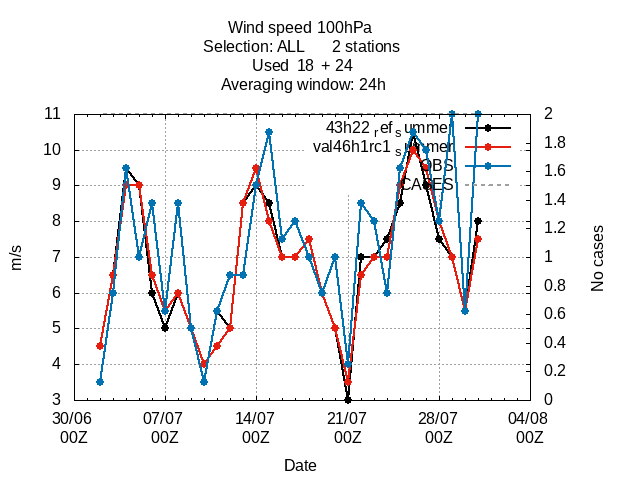 Wind speed 100hPa
Selection: ALL 2 stations
Used 18 + 24
Averaging window: 24h
43h22_ref_summer
val46h1rc1_summer
OBS
CASES
11
10
9
8
7
6
5
4
3
m/s
2
1.8
1.6
1.4
1.2
1
0.8
0.6
0.4
0.2
0
No cases
30/06 07/07 14/07 21/07 28/07 04/08
00Z 00Z 00Z 00Z 00Z 00Z
Date